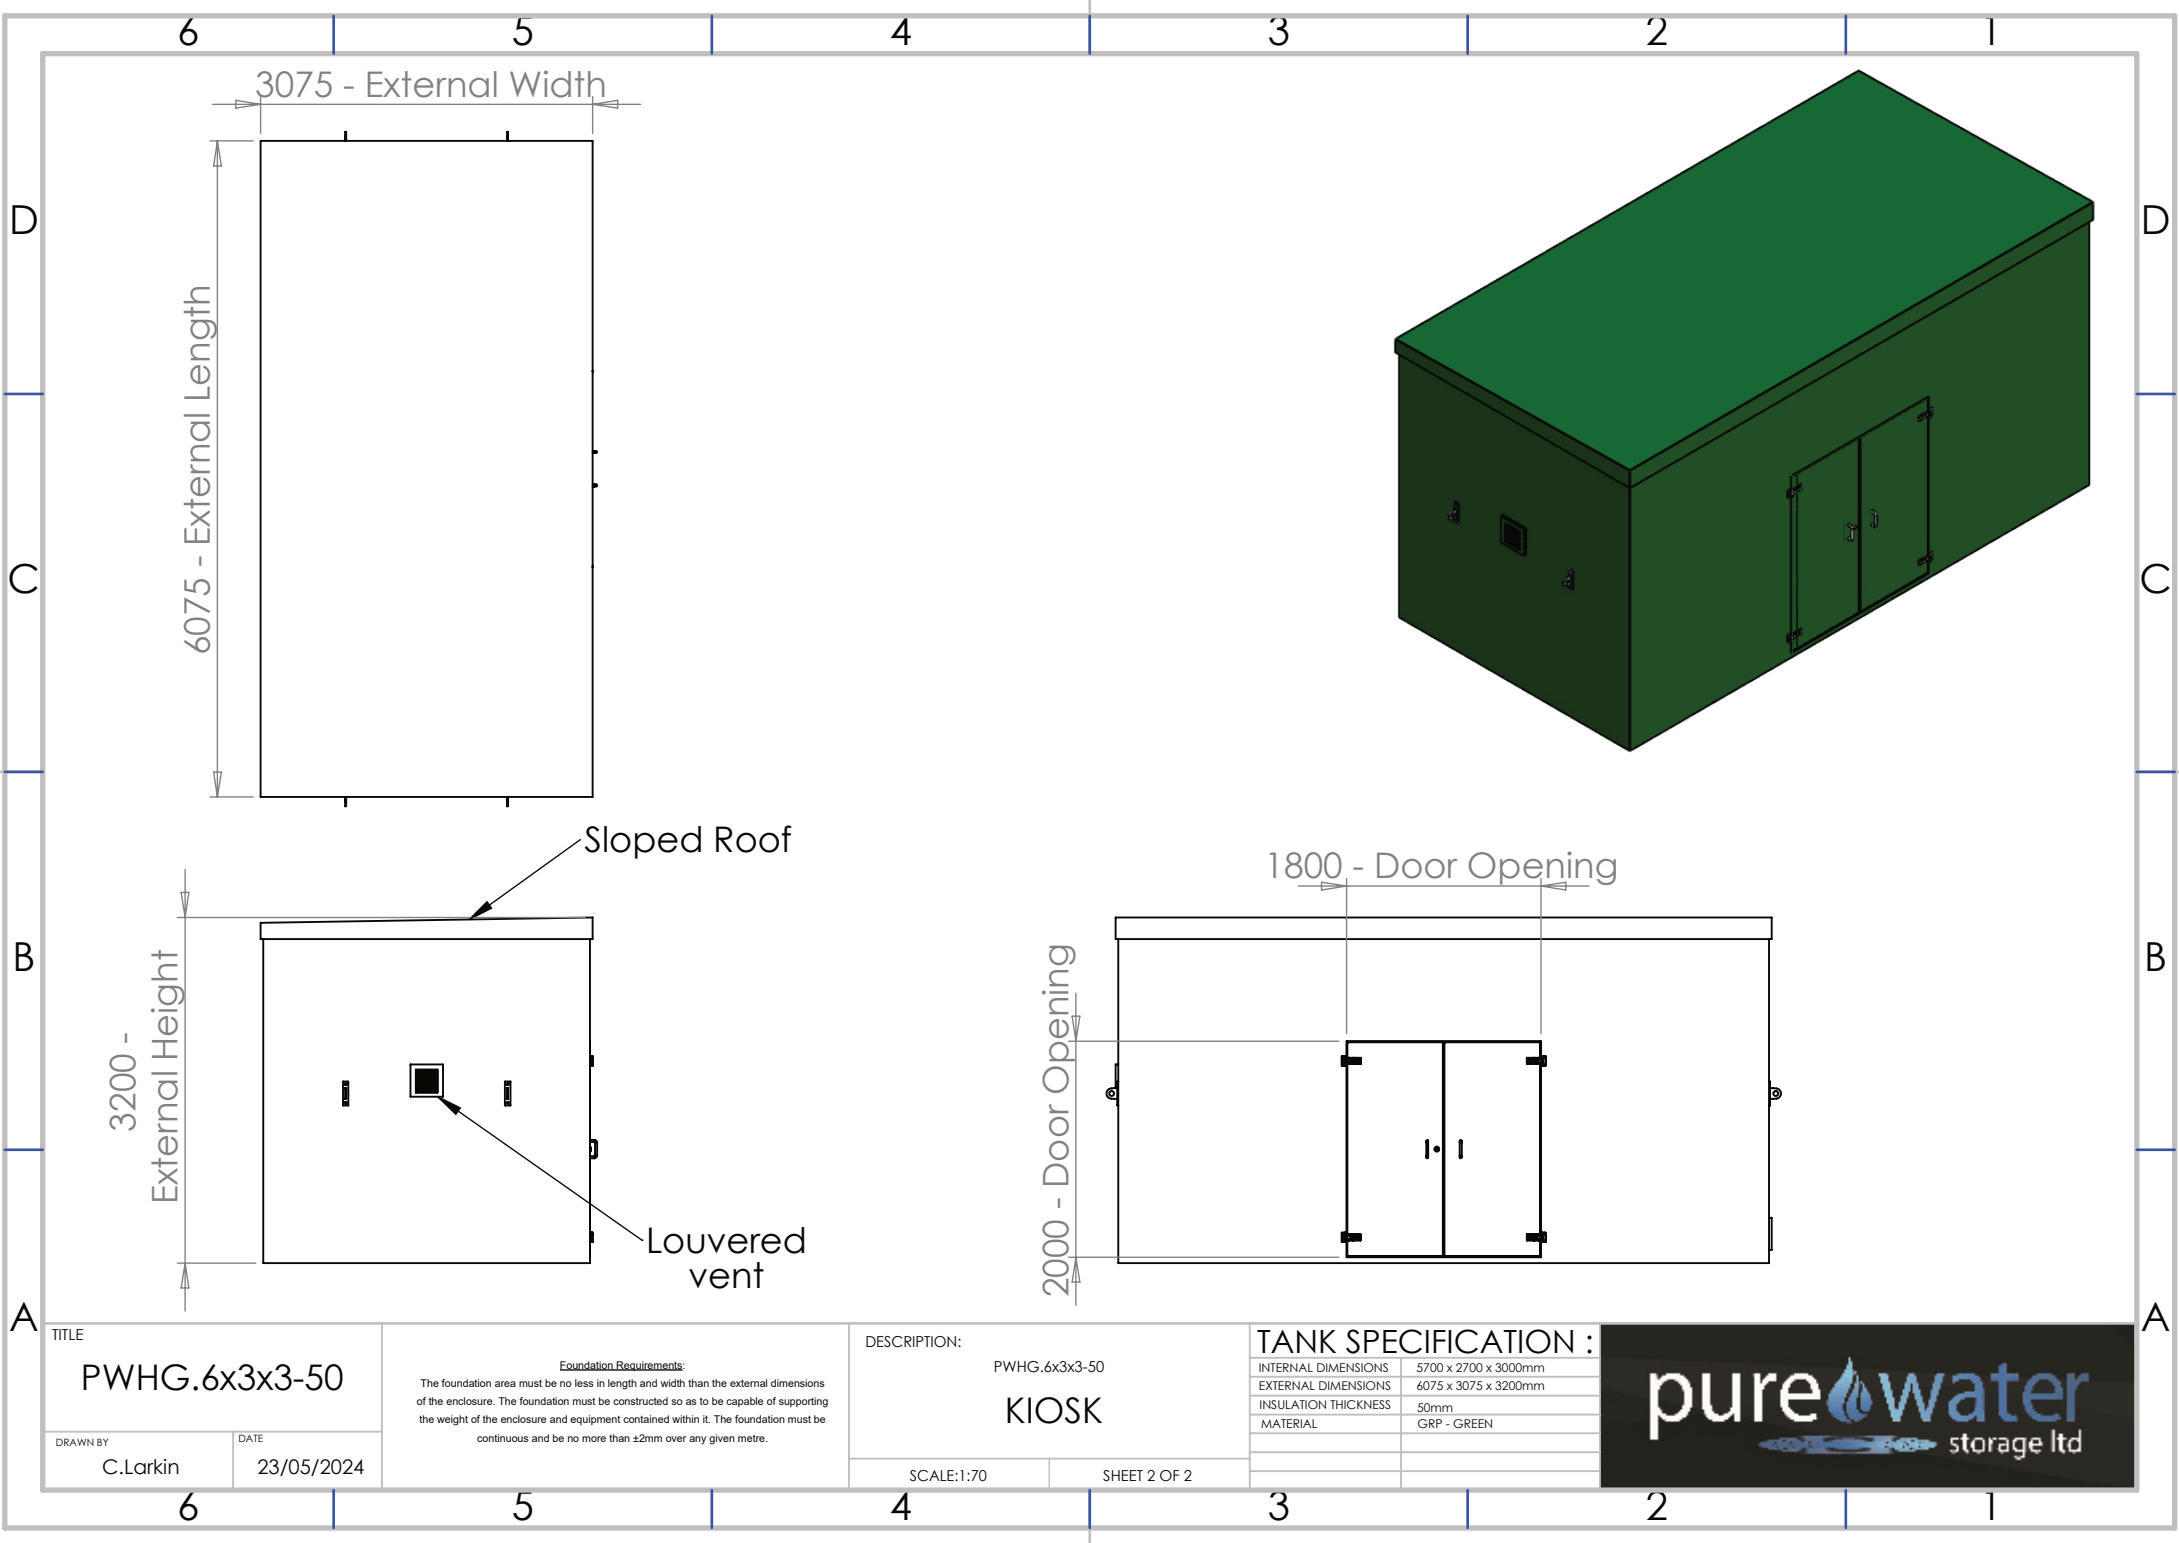 6 5 4 3 2 1
3075 - External Width
D D
6075 - External Length
C C
Sloped Roof
1800 - Door Opening
B B
3200 -
External Height
2000 - Door Opening
Louvered
vent
A A
TITLE
PWHG.6x3x3-50
DRAWN BY
C.Larkin
DATE
23/05/2024
Foundation Requirements:
The foundation area must be no less in length and width than the external dimensions
of the enclosure. The foundation must be constructed so as to be capable of supporting
the weight of the enclosure and equipment contained within it. The foundation must be
continuous and be no more than ±2mm over any given metre.
DESCRIPTION:
PWHG.6x3x3-50
KIOSK
SCALE:1:70
SHEET 2 OF 2
TANK SPECIFICATION :
INTERNAL DIMENSIONS 5700 x 2700 x 3000mm
EXTERNAL DIMENSIONS 6075 x 3075 x 3200mm
INSULATION THICKNESS 50mm
MATERIAL GRP - GREEN
pure water
storage ltd
6 5 4 3 2 1